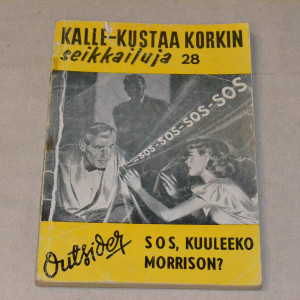 KALLE-KUSTAA KORKIN
seikkailuja 28
-SOS-SOS-SOS-SOS
Outsider
SOS, KUULEEKO
MORRISON?